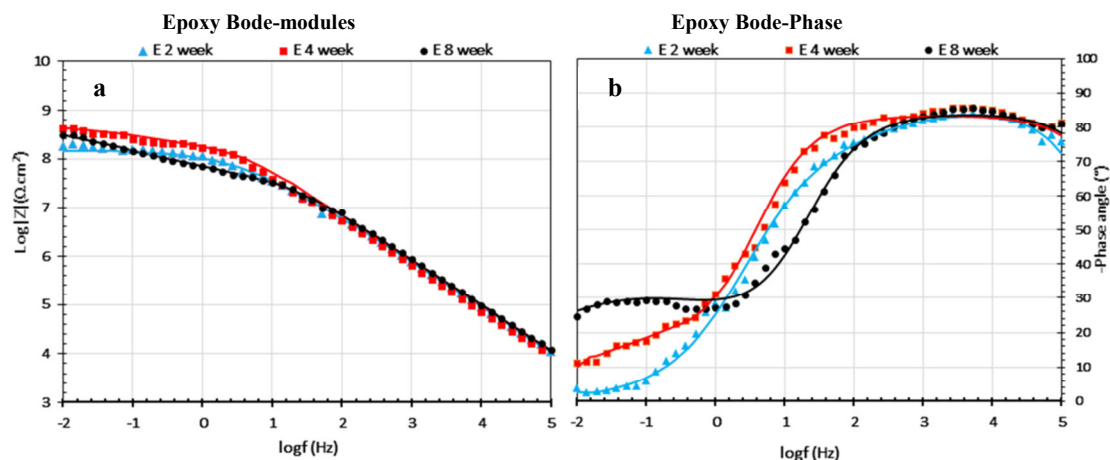 Epoxy Bode-modules
E 2 week E 4 week E 8 week
a
10
9
8
7
6
5
4
3
Log|Z|(Ω.cm²)
-2 -1 0 1 2 3 4 5
logf (Hz)
Epoxy Bode-Phase
E 2 week E 4 week E 8 week
b
100
90
80
70
60
50
40
30
20
10
0
-Phase angle (°)
-2 -1 0 1 2 3 4 5
logf (Hz)